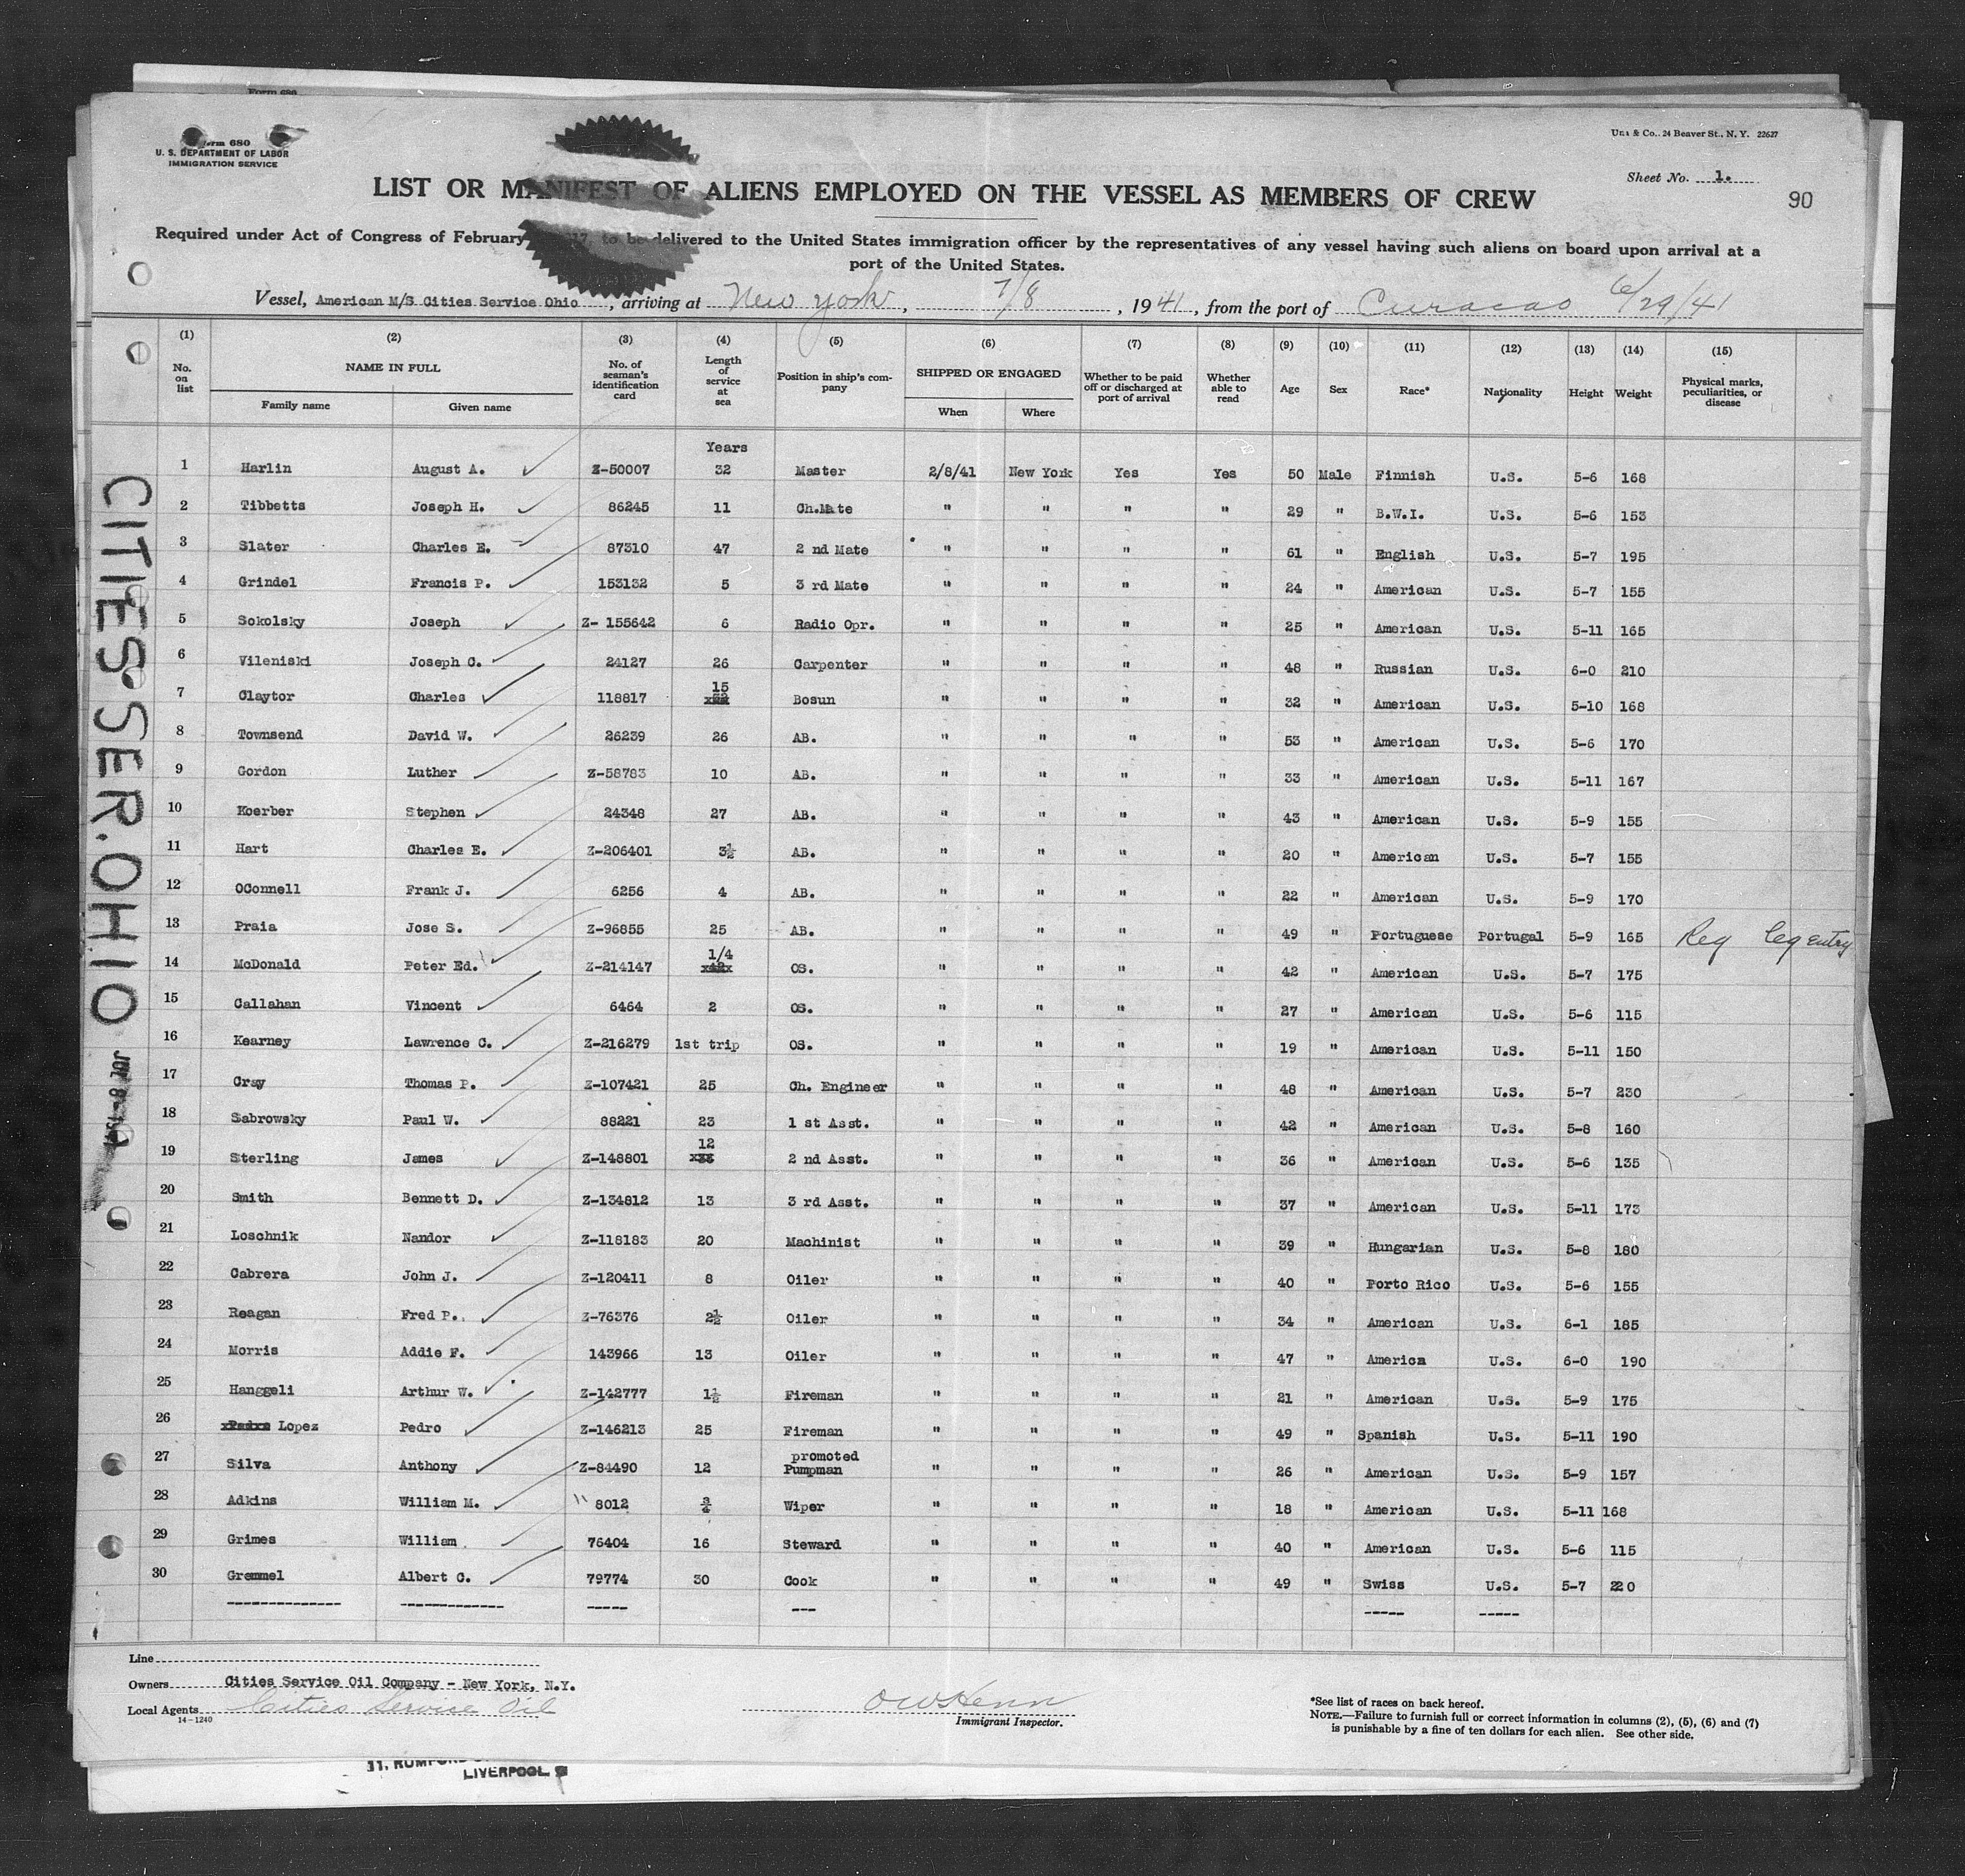 Form 680
Form 680
U. S. DEPARTMENT OF LABOR
IMMIGRATION SERVICE
& Co., 24 Beaver St., N. Y. 22627
Sheet No. 1.
90
LIST OR MANIFEST OF ALIENS EMPLOYED ON THE VESSEL AS MEMBERS OF CREW
Required under Act of Congress of February to be delivered to the United States immigration officer by the representatives of any vessel having such aliens on board upon arrival at a
port of the United States.
Vessel, American M/S Cities Service Ohio, arriving at New York, 7/8, 1941, from the port of Curacao 6/29/41
(1) (2) (3) (4) (5) (6) (7) (8) (9) (10) (11) (12) (13) (14) (15)
No. on list NAME IN FULL Family name Given name No. of seaman's identification card Length of service at sea Position in ship's company SHIPPED OR ENGAGED When Where Whether to be paid off or discharged at port of arrival Whether able to read Age Sex Race* Nationality Height Weight Physical marks, peculiarities, or disease
Years
1 Harlin August A. Z-50007 32 Master 2/8/41 New York Yes Yes 50 Male Finnish U.S. 5-6 168
2 Tibbetts Joseph H. 86245 11 Ch.Mate " " " " 29 " B.W.I. U.S. 5-6 153
3 Slater Charles E. 87310 47 2 nd Mate " " " " 61 " English U.S. 5-7 195
4 Grindel Francis P. 153132 5 3 rd Mate " " " " 24 " American U.S. 5-7 155
5 Sokolsky Joseph Z- 155642 6 Radio Opr. " " " " 25 " American U.S. 5-11 165
6 Vileniski Joseph C. 24127 26 Carpenter " " " " 48 " Russian U.S. 6-0 210
7 Claytor Charles 118817 15 Bosun " " " " 32 " American U.S. 5-10 168
8 Townsend David W. 26239 26 AB. " " " " 53 " American U.S. 5-6 170
9 Gordon Luther Z-58783 10 AB. " " " " 33 " American U.S. 5-11 167
10 Koerber Stephen 24348 27 AB. " " " " 43 " American U.S. 5-9 155
11 Hart Charles E. Z-206401 3½ AB. " " " " 20 " American U.S. 5-7 155
12 OConnell Frank J. 6256 4 AB. " " " " 22 " American U.S. 5-9 170
13 Praia Jose S. Z-96855 25 AB. " " " " 49 " Portuguese Portugal 5-9 165 Reg leg entry
14 McDonald Peter Ed. Z-214147 1/4 OS. " " " " 42 " American U.S. 5-7 175
15 Callahan Vincent 6464 2 OS. " " " " 27 " American U.S. 5-6 115
16 Kearney Lawrence C. Z-216279 1st trip OS. " " " " 19 " American U.S. 5-11 150
17 Cray Thomas P. Z-107421 25 Ch. Engineer " " " " 48 " American U.S. 5-7 230
18 Sabrowsky Paul W. 88221 23 1 st Asst. " " " " 42 " American U.S. 5-8 160
19 Sterling James Z-148801 12 2 nd Asst. " " " " 36 " American U.S. 5-6 135
20 Smith Bennett D. Z-134812 13 3 rd Asst. " " " " 37 " American U.S. 5-11 173
21 Loschnik Nandor Z-118183 20 Machinist " " " " 39 " Hungarian U.S. 5-8 180
22 Cabrera John J. Z-120411 8 Oiler " " " " 40 " Porto Rico U.S. 5-6 155
23 Reagan Fred P. Z-76376 2½ Oiler " " " " 34 " American U.S. 6-1 185
24 Morris Addie F. 143966 13 Oiler " " " " 47 " America U.S. 6-0 190
25 Hanggeli Arthur W. Z-142777 1½ Fireman " " " " 21 " American U.S. 5-9 175
26 Lopez Pedro Z-146213 25 Fireman " " " " 49 " Spanish U.S. 5-11 190
27 Silva Anthony Z-84490 12 promoted Pumpman " " " " 26 " American U.S. 5-9 157
28 Adkins William M. " 8012 ¾ Wiper " " " " 18 " American U.S. 5-11 168
29 Grimes William 76404 16 Steward " " " " 40 " American U.S. 5-6 115
30 Gremmel Albert C. 79774 30 Cook " " " " 49 " Swiss U.S. 5-7 220
CITIES SER. OHIO
Line
Owners Cities Service Oil Company - New York, N.Y.
Local Agents Cities Service Oil
14-1240
Immigrant Inspector.
*See list of races on back hereof.
NOTE.—Failure to furnish full or correct information in columns (2), (5), (6) and (7)
is punishable by a fine of ten dollars for each alien. See other side.
LIVERPOOL